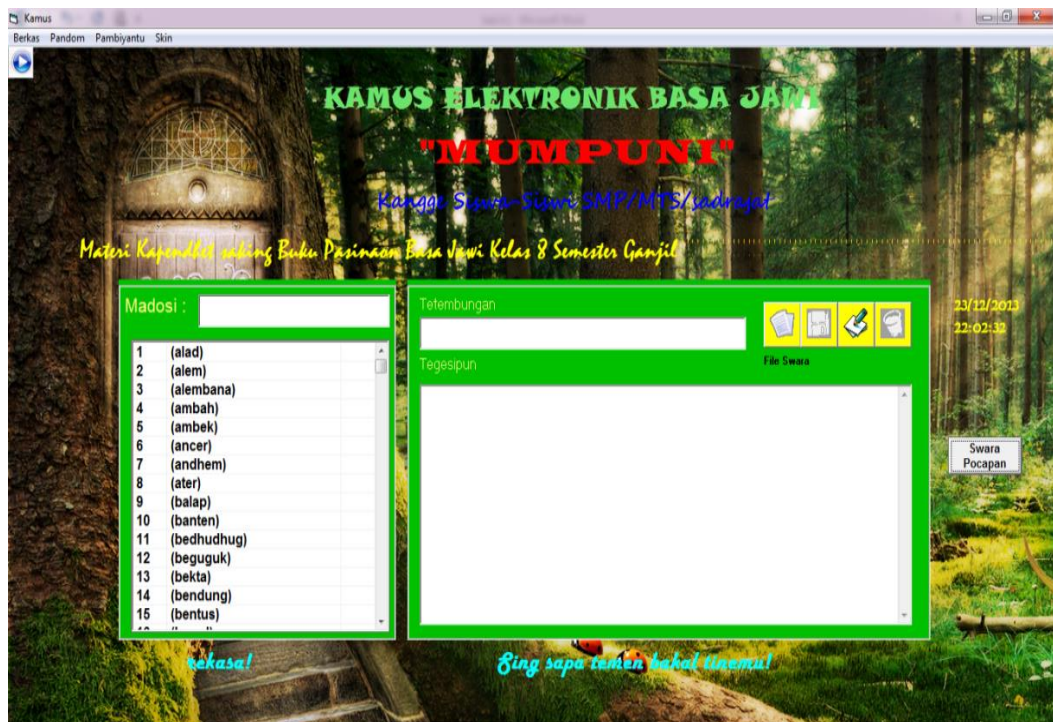 Kamus
Berkas Pandom Pambiyantu Skin
KAMUS ELEKTRONIK BASA JAWI
"MUMPUNI"
Kangge Siswa-Siswi SMP/MTS/sadrajat
Materi Kapendhet saking Buku Pasinaon Basa Jawi Kelas 8 Semester Ganjil
Madosi :
1 (alad)
2 (alem)
3 (alembana)
4 (ambah)
5 (ambek)
6 (ancer)
7 (andhem)
8 (ater)
9 (balap)
10 (banten)
11 (bedhudhug)
12 (beguguk)
13 (bekta)
14 (bendung)
15 (bentus)
Tetembungan
Tegesipun
File Swara
23/12/2013
22:02:32
Swara
Pocapan
rekasa!
Sing sapa temen bakal tinemu!